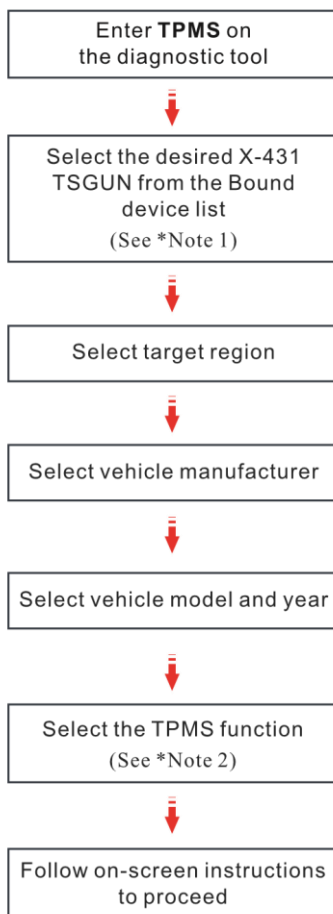 Enter TPMS on
the diagnostic tool
Select the desired X-431
TSGUN from the Bound
device list
(See *Note 1)
Select target region
Select vehicle manufacturer
Select vehicle model and year
Select the TPMS function
(See *Note 2)
Follow on-screen instructions
to proceed